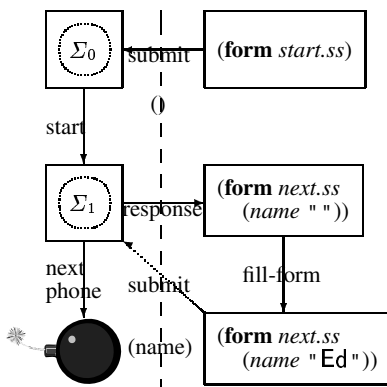 Σ0
submit
(form start.ss)
()
start
Σ1
response
(form next.ss
(name ""))
next
phone
submit
fill-form
(name)
(form next.ss
(name "Ed"))